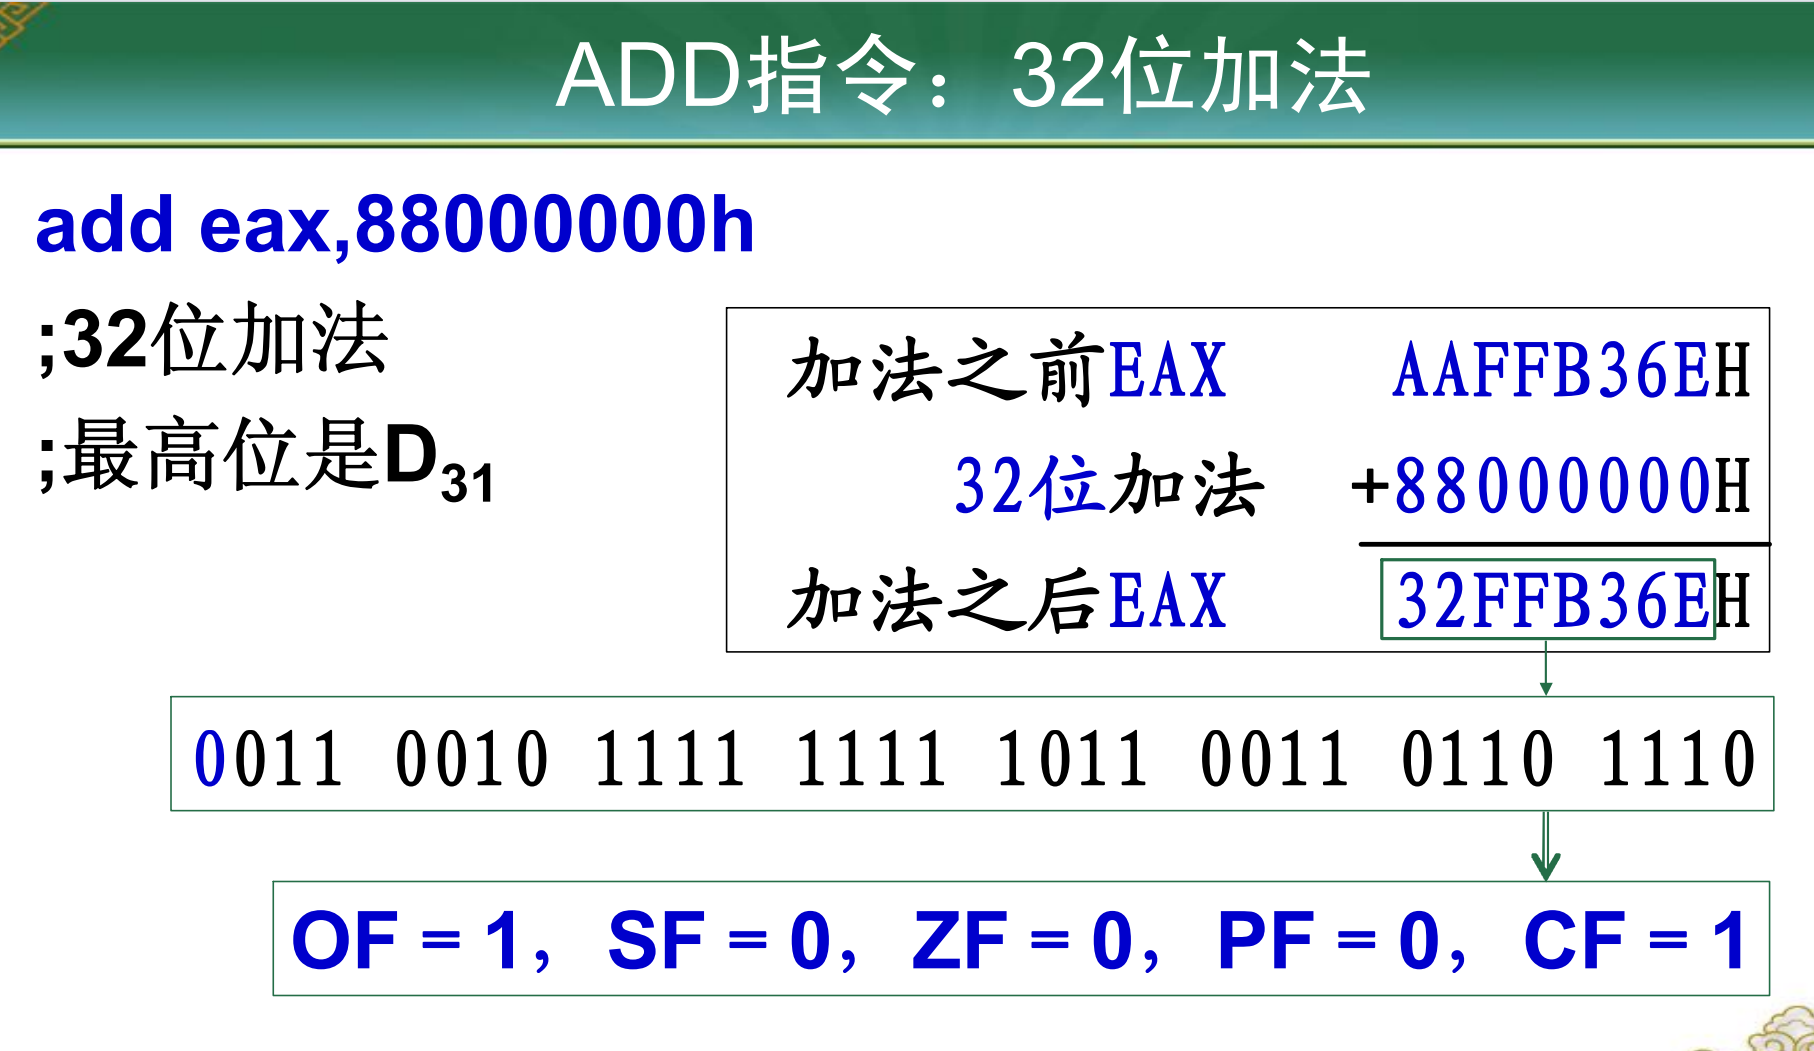 ADD指令：32位加法
add eax,88000000h
;32位加法
;最高位是D31
加法之前EAX AAFFB36EH
32位加法 +88000000H
加法之后EAX 32FFB36EH
0011 0010 1111 1111 1011 0011 0110 1110
OF = 1，SF = 0，ZF = 0，PF = 0，CF = 1